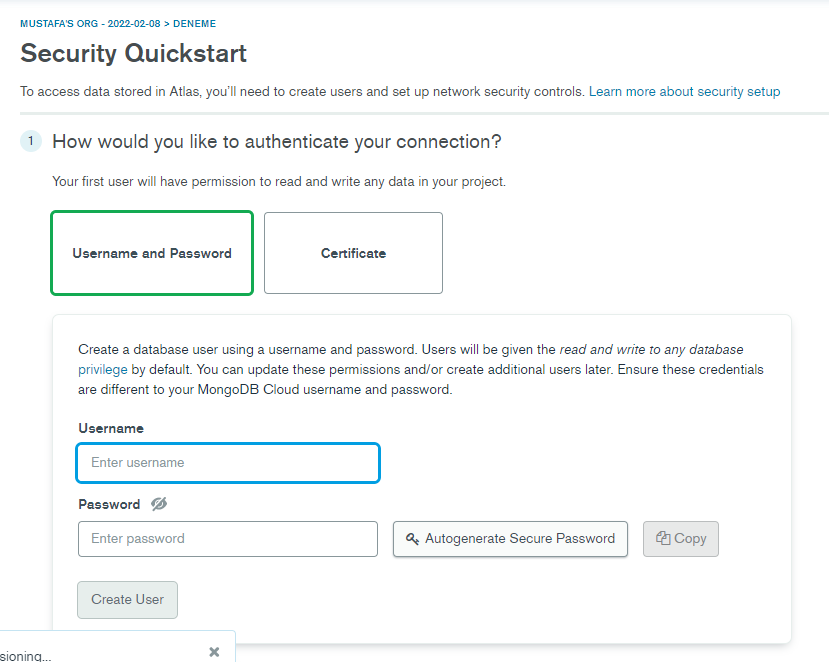 MUSTAFA'S ORG - 2022-02-08 > DENEME
Security Quickstart
To access data stored in Atlas, you'll need to create users and set up network security controls. Learn more about security setup
1 How would you like to authenticate your connection?
Your first user will have permission to read and write any data in your project.
Username and Password
Certificate
Create a database user using a username and password. Users will be given the read and write to any database
privilege by default. You can update these permissions and/or create additional users later. Ensure these credentials
are different to your MongoDB Cloud username and password.
Username
Enter username
Password
Enter password
Autogenerate Secure Password
Copy
Create User
sioning...